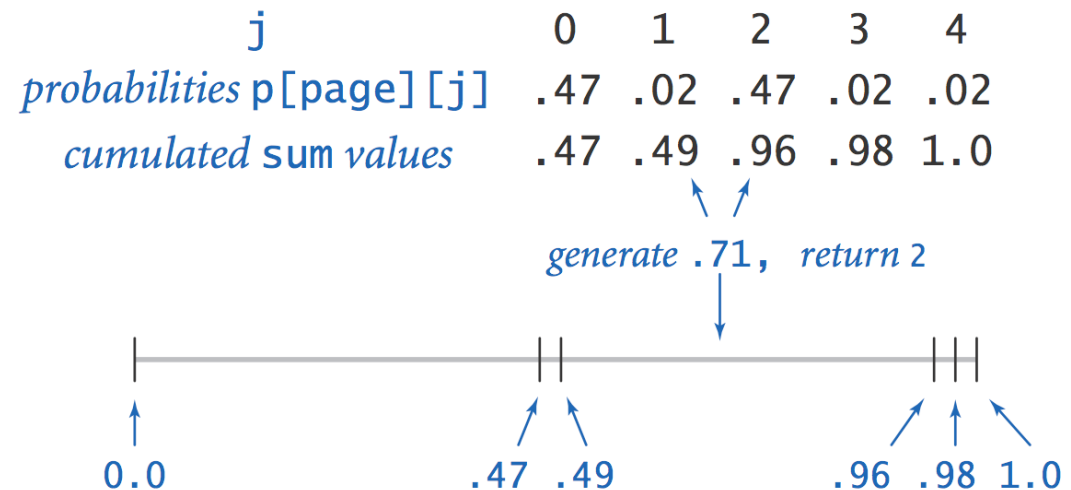 j 0 1 2 3 4
probabilities p[page][j] .47 .02 .47 .02 .02
cumulated sum values .47 .49 .96 .98 1.0
generate .71, return 2
0.0 .47 .49 .96 .98 1.0